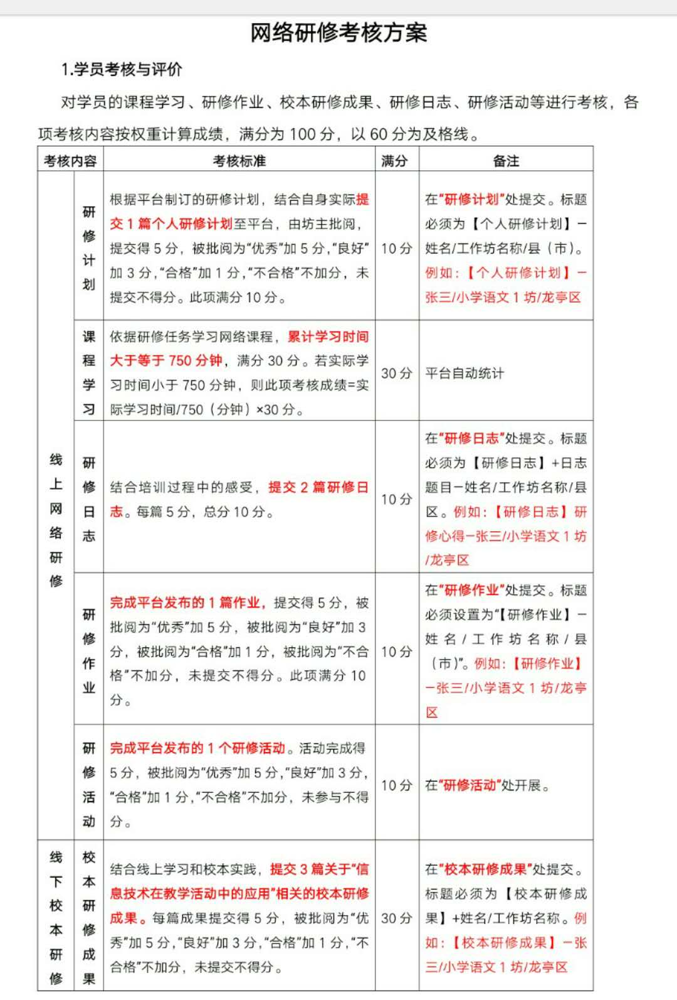 网络研修考核方案
1.学员考核与评价
对学员的课程学习、研修作业、校本研修成果、研修日志、研修活动等进行考核，各
项考核内容按权重计算成绩，满分为 100 分，以 60 分为及格线。
考核内容 考核标准 满分 备注
线上网络研修
研修计划
根据平台制订的研修计划，结合自身实际提
交 1 篇个人研修计划至平台，由坊主批阅，
提交得 5 分，被批阅为“优秀”加 5 分，“良好”
加 3 分，“合格”加 1 分，“不合格”不加分，未
提交不得分。此项满分 10 分。
10 分
在“研修计划”处提交。标题
必须为【个人研修计划】—
姓名/工作坊名称/县（市）。
例如：【个人研修计划】—
张三/小学语文 1 坊/龙亭区
课程学习
依据研修任务学习网络课程，累计学习时间
大于等于 750 分钟，满分 30 分。若实际学
习时间小于 750 分钟，则此项考核成绩=实
际学习时间/750（分钟）×30 分。
30 分
平台自动统计
研修日志
结合培训过程中的感受，提交 2 篇研修日
志。每篇 5 分，总分 10 分。
10 分
在“研修日志”处提交。标题
必须为【研修日志】+日志
题目—姓名/工作坊名称/县
区。例如：【研修日志】研
修心得—张三/小学语文 1 坊
/龙亭区
研修作业
完成平台发布的 1 篇作业，提交得 5 分，被
批阅为“优秀”加 5 分，被批阅为“良好”加 3
分，被批阅为“合格”加 1 分，被批阅为“不合
格”不加分，未提交不得分。此项满分 10
分。
10 分
在“研修作业”处提交。标题
必须设置为“【研修作业】—
姓名/工作坊名称/县
（市）”。例如：【研修作业】
—张三/小学语文 1 坊/龙亭
区
研修活动
完成平台发布的 1 个研修活动。活动完成得
5 分，被批阅为“优秀”加 5 分，“良好”加 3 分，
“合格”加 1 分，“不合格”不加分，未参与不得
分。
10 分
在“研修活动”处开展。
线下校本研修
校本研修成果
结合线上学习和校本实践，提交 3 篇关于“信
息技术在教学活动中的应用”相关的校本研修
成果。每篇成果提交得 5 分，被批阅为“优
秀”加 5 分，“良好”加 3 分，“合格”加 1 分，“不
合格”不加分，未提交不得分。
30 分
在“校本研修成果”处提交。
标题必须为【校本研修成
果】+姓名/工作坊名称。例
如：【校本研修成果】—张
三/小学语文 1 坊/龙亭区